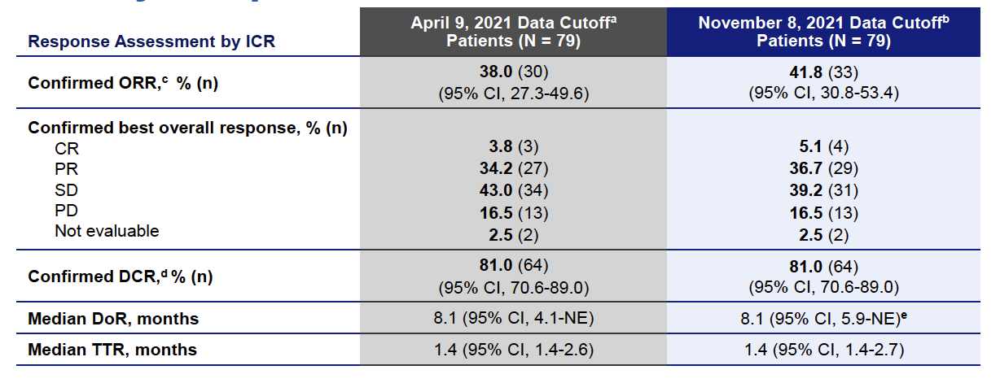 April 9, 2021 Data Cutoffa November 8, 2021 Data Cutoffb
Response Assessment by ICR Patients (N = 79) Patients (N = 79)
Confirmed ORR,c % (n) 38.0 (30) 41.8 (33)
(95% CI, 27.3-49.6) (95% CI, 30.8-53.4)
Confirmed best overall response, % (n)
CR 3.8 (3) 5.1 (4)
PR 34.2 (27) 36.7 (29)
SD 43.0 (34) 39.2 (31)
PD 16.5 (13) 16.5 (13)
Not evaluable 2.5 (2) 2.5 (2)
Confirmed DCR,d % (n) 81.0 (64) 81.0 (64)
(95% CI, 70.6-89.0) (95% CI, 70.6-89.0)
Median DoR, months 8.1 (95% CI, 4.1-NE) 8.1 (95% CI, 5.9-NE)e
Median TTR, months 1.4 (95% CI, 1.4-2.6) 1.4 (95% CI, 1.4-2.7)